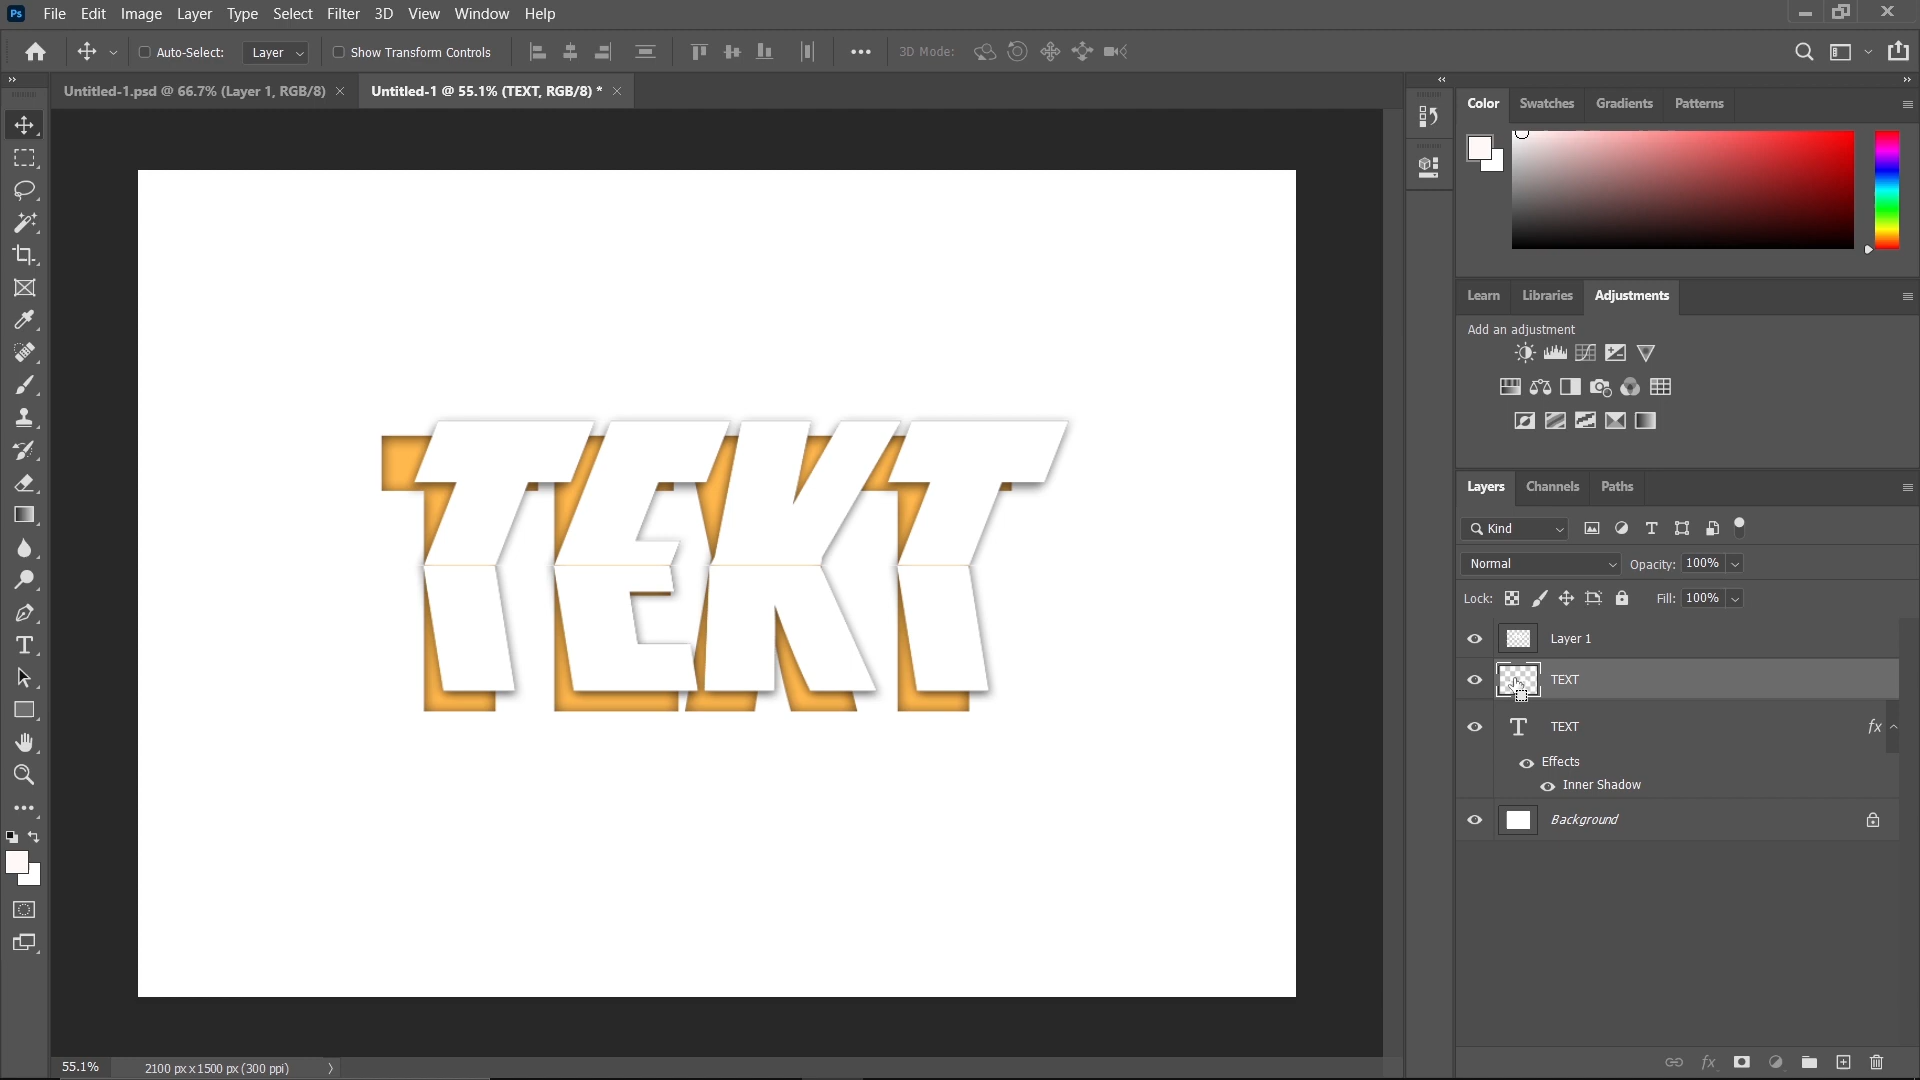 Ps File Edit Image Layer Type Select Filter 3D View Window Help
Auto-Select: Layer Show Transform Controls 3D Mode:
Untitled-1.psd @ 66.7% (Layer 1, RGB/8) Untitled-1 @ 55.1% (TEXT, RGB/8) *
Color Swatches Gradients Patterns
Learn Libraries Adjustments
Add an adjustment
TEXT
Layers Channels Paths
Kind
Normal Opacity: 100%
Lock: Fill: 100%
Layer 1
TEXT
T TEXT fx
Effects
Inner Shadow
Background
55.1% 2100 px x 1500 px (300 ppi)
fx